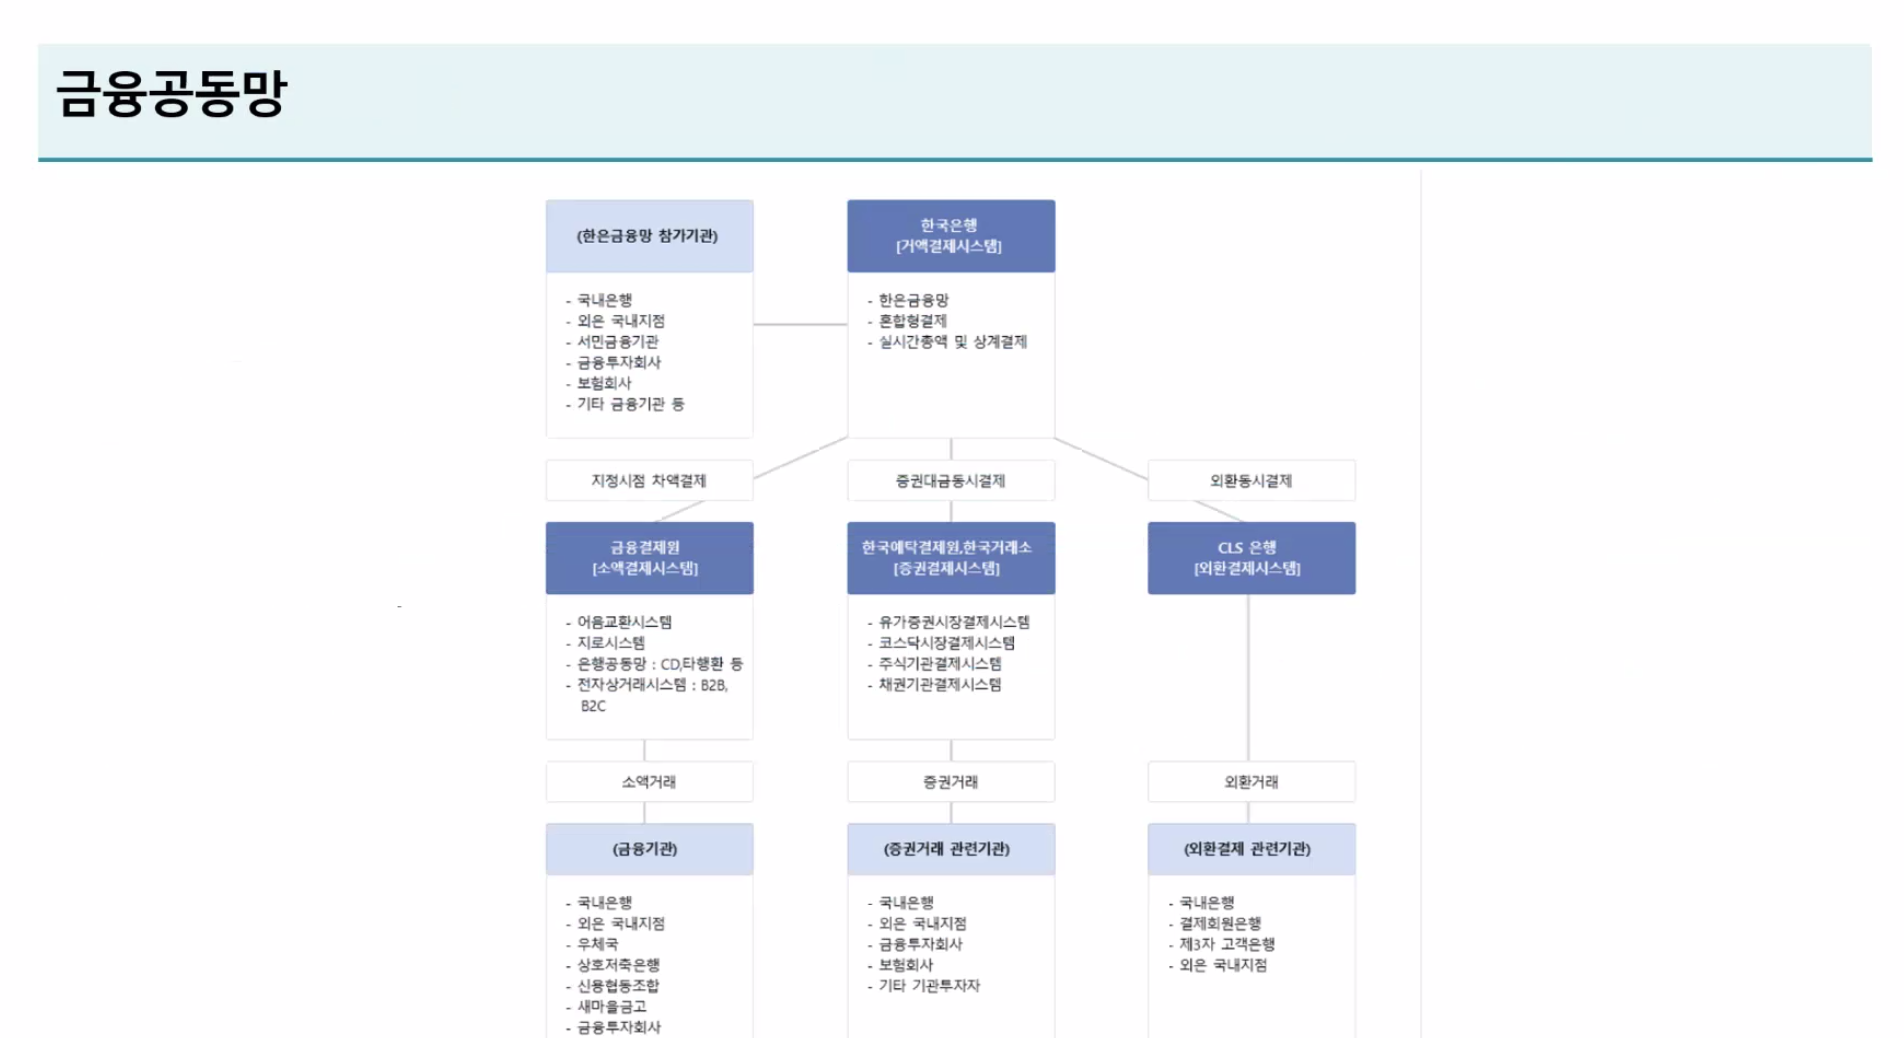 금융공동망
(한은금융망 참가기관)
- 국내은행
- 외은 국내지점
- 서민금융기관
- 금융투자회사
- 보험회사
- 기타 금융기관 등
한국은행
[거액결제시스템]
- 한은금융망
- 혼합형결제
- 실시간총액 및 상계결제
지정시점 차액결제
증권대금동시결제
외환동시결제
금융결제원
[소액결제시스템]
- 어음교환시스템
- 지로시스템
- 은행공동망 : CD,타행환 등
- 전자상거래시스템 : B2B,
B2C
한국예탁결제원,한국거래소
[증권결제시스템]
- 유가증권시장결제시스템
- 코스닥시장결제시스템
- 주식기관결제시스템
- 채권기관결제시스템
CLS 은행
[외환결제시스템]
소액거래
증권거래
외환거래
(금융기관)
- 국내은행
- 외은 국내지점
- 우체국
- 상호저축은행
- 신용협동조합
- 새마을금고
- 금융투자회사
(증권거래 관련기관)
- 국내은행
- 외은 국내지점
- 금융투자회사
- 보험회사
- 기타 기관투자자
(외환결제 관련기관)
- 국내은행
- 결제회원은행
- 제3자 고객은행
- 외은 국내지점